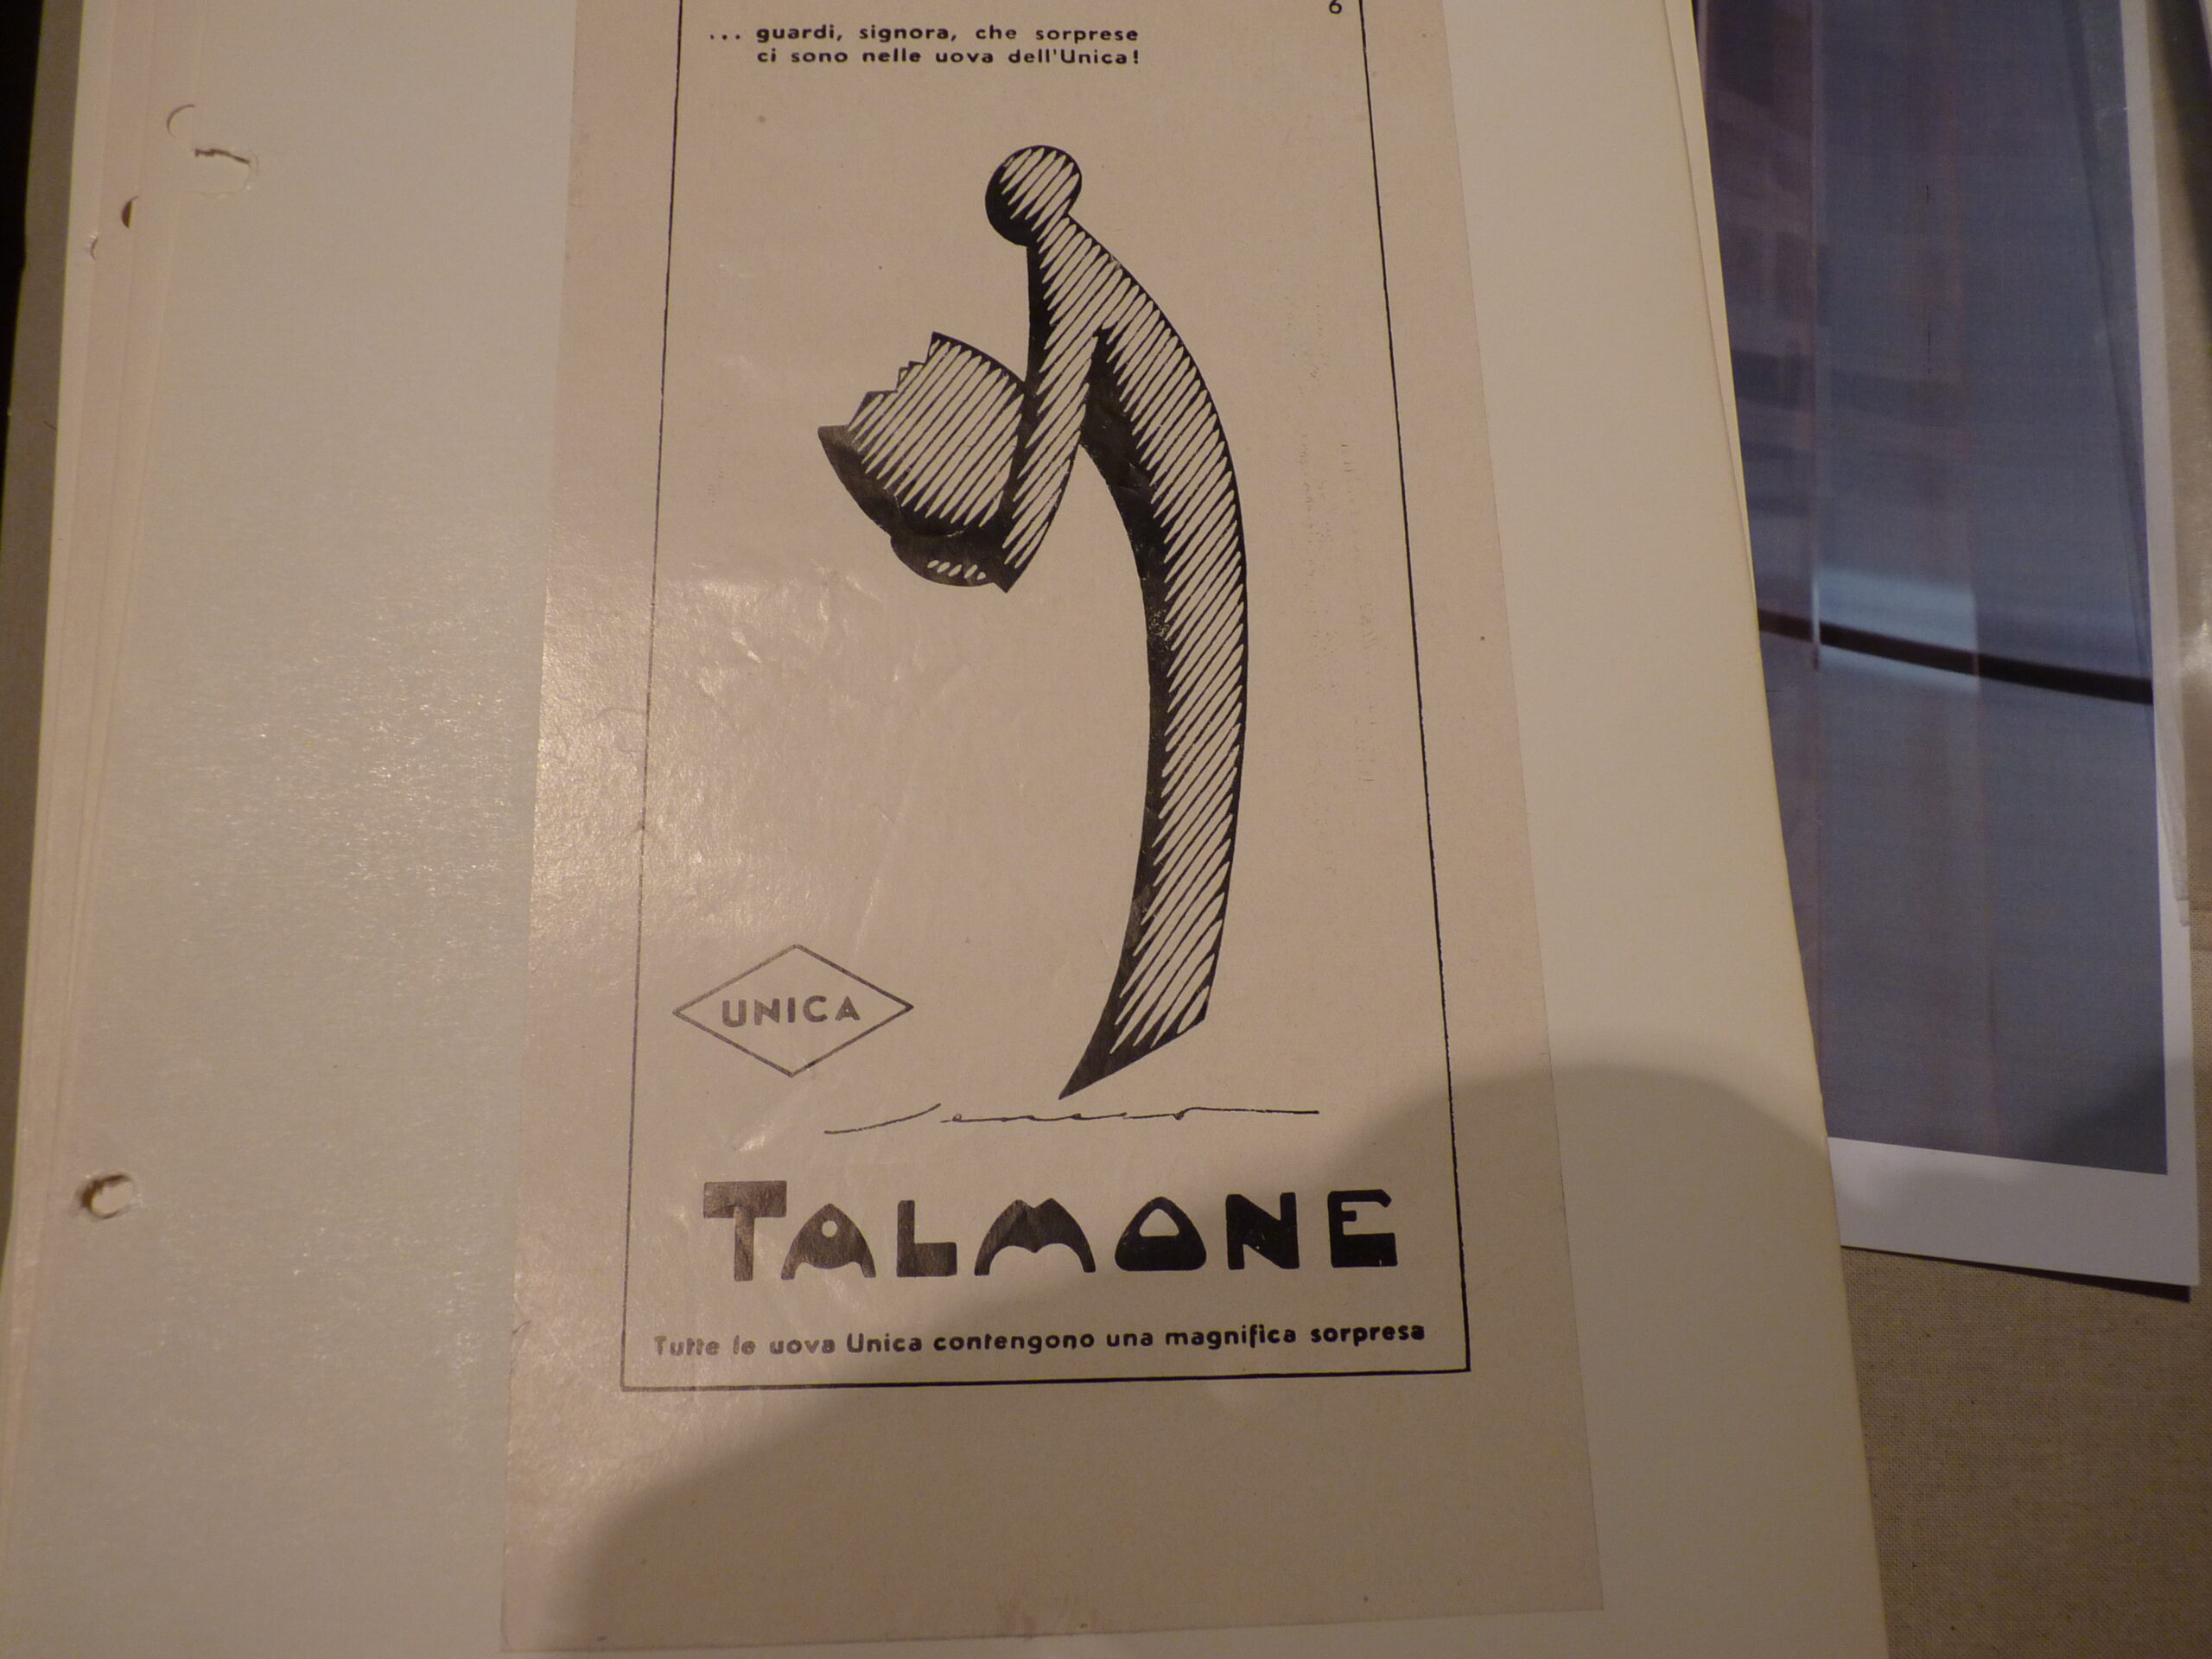 6
... guardi, signora, che sorprese
ci sono nelle uova dell'Unica!
UNICA
TALMONE
Tutte le uova Unica contengono una magnifica sorpresa